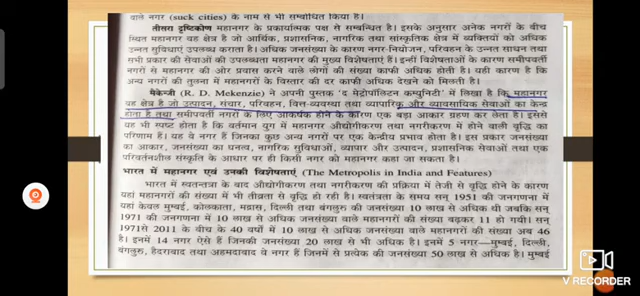 वाले नगर (suck cities) के नाम से भी सम्बोधित किया है।
तीसरा दृष्टिकोण महानगर के प्रकार्यात्मक पक्ष से सम्बन्धित है। इसके अनुसार अनेक नगरों के बीच
स्थित महानगर वह क्षेत्र है जो आर्थिक, प्रशासनिक, नागरिक तथा सांस्कृतिक क्षेत्र में व्यक्तियों को अधिक
उन्नत सुविधाएं उपलब्ध कराता है। अधिक जनसंख्या के कारण नगर-नियोजन, परिवहन के उन्नत साधन तथा
सभी प्रकार की सेवाओं की उपलब्धता महानगर की मुख्य विशेषताएं हैं। इन्हीं विशेषताओं के कारण समीपवर्ती
नगरों से महानगर की ओर प्रवास करने वाले लोगों की संख्या काफी अधिक होती है। यही कारण है कि
अन्य नगरों की तुलना में महानगरों के विस्तार की दर काफी अधिक देखने को मिलती है।
मैकेन्जी (R. D. Mekenzie) ने अपनी पुस्तक 'द मेट्रोपॉलिटन कम्युनिटी' में लिखा है कि महानगर
वह क्षेत्र है जो उत्पादन, संचार, परिवहन, वित्त-व्यवस्था तथा व्यापारिक और व्यावसायिक सेवाओं का केन्द्र
होता है तथा समीपवर्ती नगरों के लिए आकर्षक होने के कारण एक बड़ा आकार ग्रहण कर लेता है। इससे
यह भी स्पष्ट होता है कि वर्तमान युग में महानगर औद्योगीकरण तथा नगरीकरण में होने वाली वृद्धि का
परिणाम हैं। यह वे नगर हैं जिनका कुछ अन्य नगरों पर एक केन्द्रीय प्रभाव होता है। इस प्रकार जनसंख्या
का आकार, जनसंख्या का घनत्व, नागरिक सुविधाओं, व्यापार और उत्पादन, प्रशासनिक सेवाओं तथा एक
परिवर्तनशील संस्कृति के आधार पर ही किसी नगर को महानगर कहा जा सकता है।
भारत में महानगर एवं उनकी विशेषताएं (The Metropolis in India and Features)
भारत में स्वतन्त्रता के बाद औद्योगीकरण तथा नगरीकरण की प्रक्रिया में तेजी से वृद्धि होने के कारण
यहां महानगरों की संख्या में भी तीव्रता से वृद्धि हो रही है। स्वतंत्रता के समय सन् 1951 की जनगणना में
यहां केवल मुम्बई, कोलकाता, मद्रास, दिल्ली तथा बंगलुरु की जनसंख्या 10 लाख से अधिक थी जबकि सन्
1971 की जनगणना में 10 लाख से अधिक जनसंख्या वाले महानगरों की संख्या बढ़कर 11 हो गयी। सन्
1971से 2011 के बीच के 40 वर्षों में 10 लाख से अधिक जनसंख्या वाले महानगर की संख्या अब 46
है। इनमें 14 नगर ऐसे हैं जिनकी जनसंख्या 20 लाख से भी अधिक है। इनमें 5 नगर—मुम्बई, दिल्ली,
बंगलुरु, हैदराबाद तथा अहमदाबाद वे नगर हैं जिनमें से प्रत्येक की जनसंख्या 50 लाख से अधिक है। मुम्बई
V RECORDER